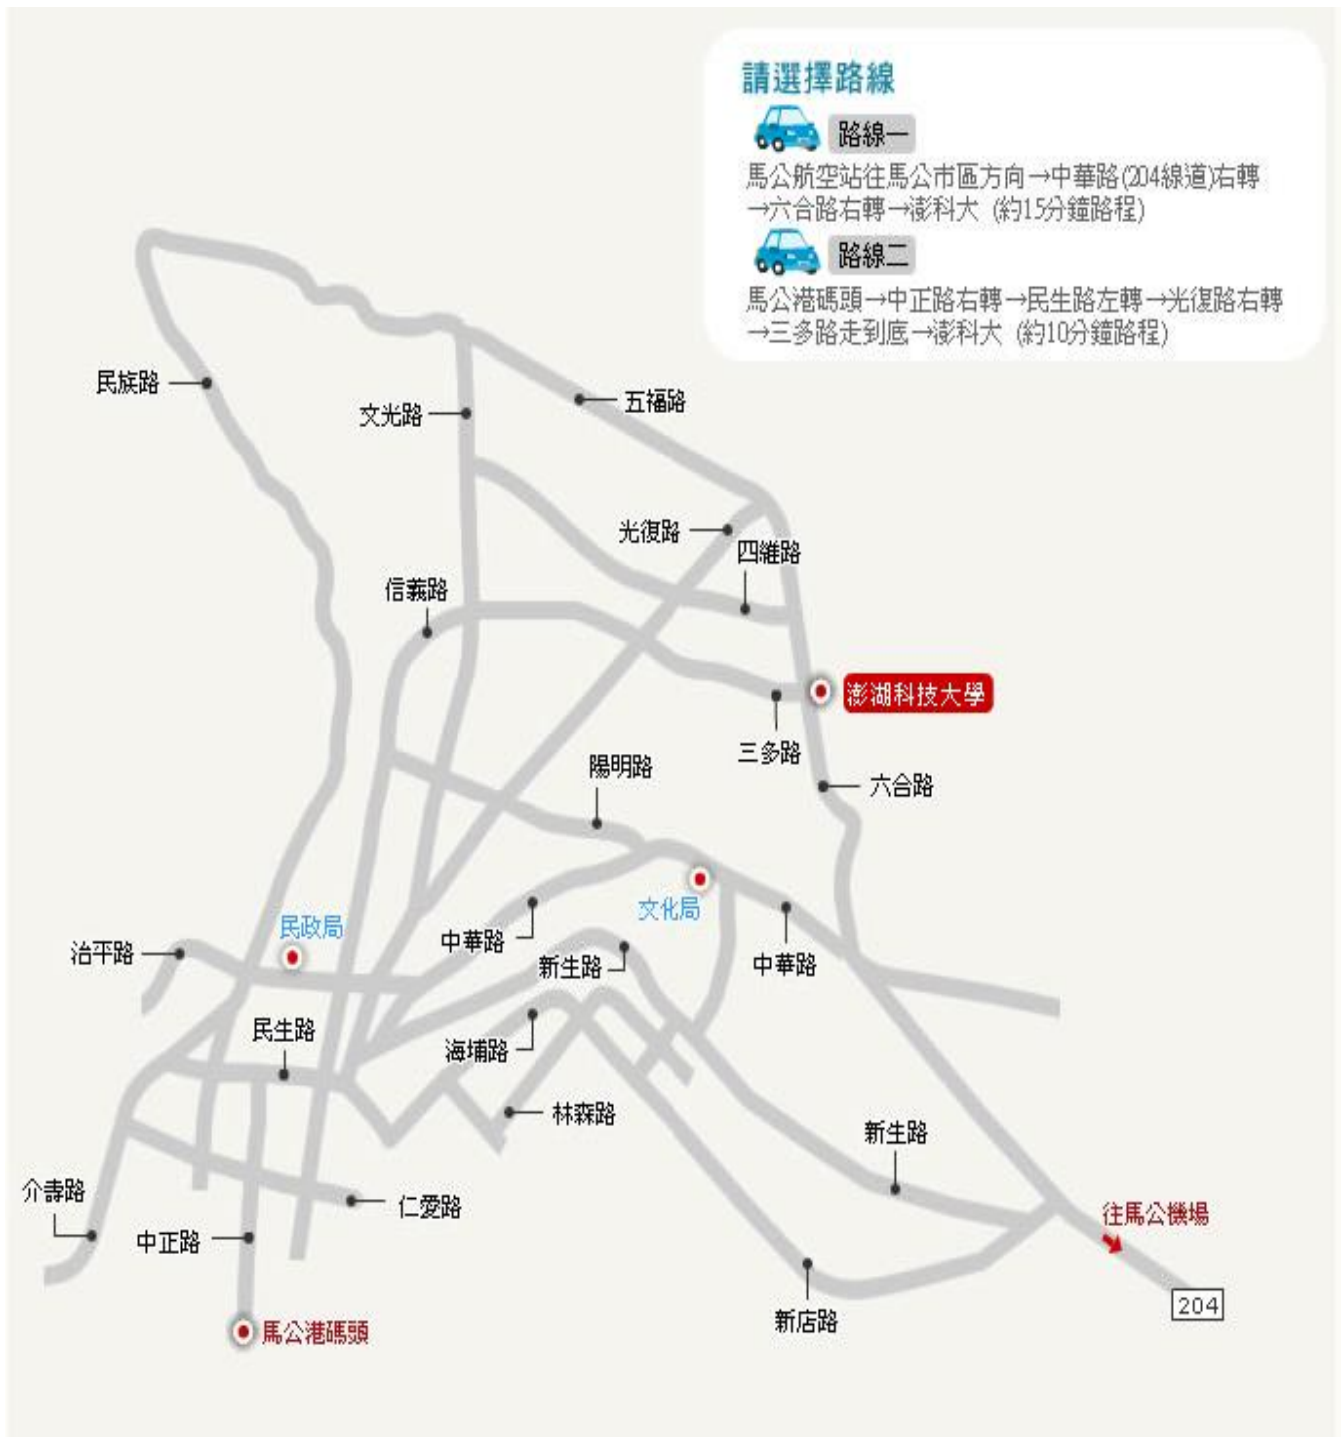 請選擇路線
路線一
馬公航空站往馬公市區方向→中華路(204線道)右轉
→六合路右轉→澎科大 (約15分鐘路程)
路線二
馬公港碼頭→中正路右轉→民生路左轉→光復路右轉
→三多路走到底→澎科大 (約10分鐘路程)
民族路
文光路
五福路
光復路
四維路
信義路
澎湖科技大學
三多路
陽明路
六合路
文化局
民政局
中華路
治平路
新生路
中華路
民生路
海埔路
林森路
新生路
介壽路
仁愛路
往馬公機場
中正路
204
新店路
馬公港碼頭